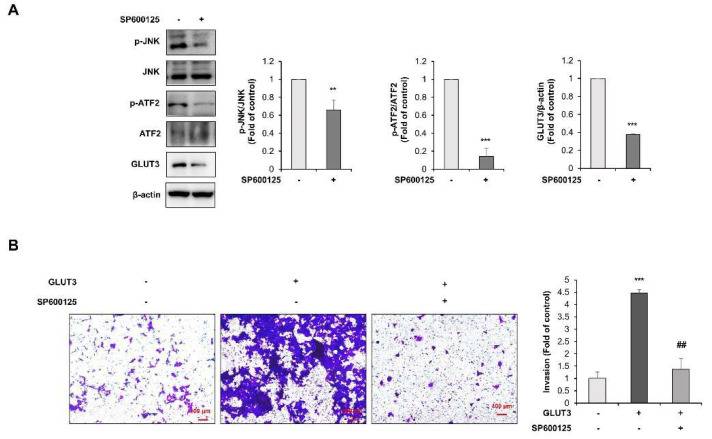 A
SP600125 - +
p-JNK
JNK
p-ATF2
ATF2
GLUT3
β-actin
p-JNK/JNK
(Fold of control)
1.2
1
0.8
0.6
0.4
0.2
0
**
- +
SP600125
p-ATF2/ATF2
(Fold of control)
1.2
1
0.8
0.6
0.4
0.2
0
***
- +
SP600125
GLUT3/β-actin
(Fold of control)
1.2
1
0.8
0.6
0.4
0.2
0
***
- +
SP600125
B
GLUT3 - + +
SP600125 - - +
400 μm
400 μm
Invasion (Fold of control)
5
4.5
4
3.5
3
2.5
2
1.5
1
0.5
0
***
##
GLUT3 - + +
SP600125 - - +